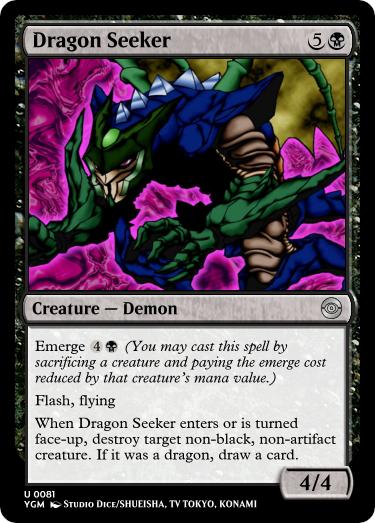 Dragon Seeker 5
Creature — Demon
Emerge 4 (You may cast this spell by
sacrificing a creature and paying the emerge cost
reduced by that creature's mana value.)
Flash, flying
When Dragon Seeker enters or is turned
face-up, destroy target non-black, non-artifact
creature. If it was a dragon, draw a card.
4/4
U 0081
YGM Studio Dice/SHUEISHA, TV TOKYO, KONAMI